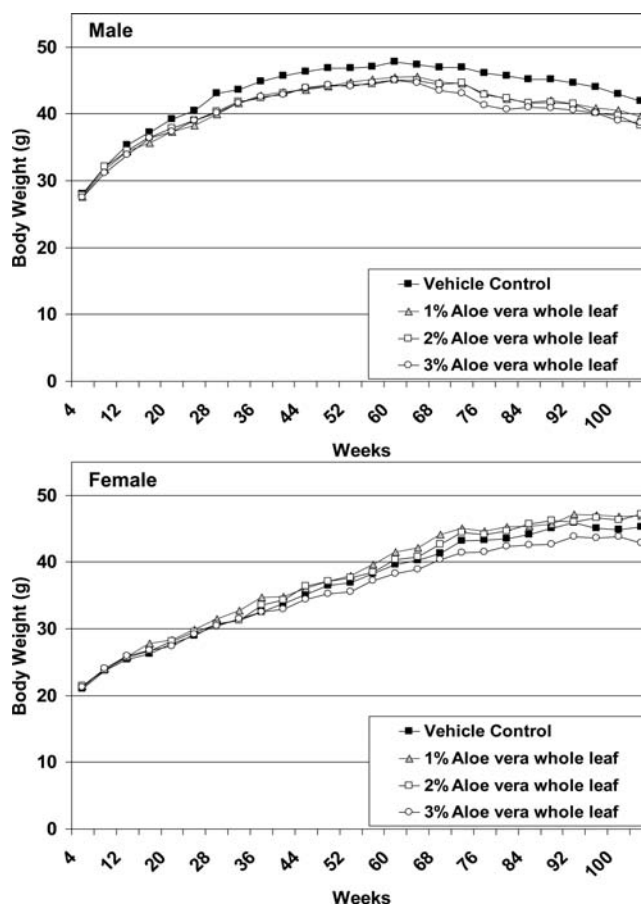 Male
50
40
30
20
10
0
Body Weight (g)
Vehicle Control
1% Aloe vera whole leaf
2% Aloe vera whole leaf
3% Aloe vera whole leaf
4 12 20 28 36 44 52 60 68 76 84 92 100
Weeks
Female
50
40
30
20
10
0
Body Weight (g)
Vehicle Control
1% Aloe vera whole leaf
2% Aloe vera whole leaf
3% Aloe vera whole leaf
4 12 20 28 36 44 52 60 68 76 84 92 100
Weeks